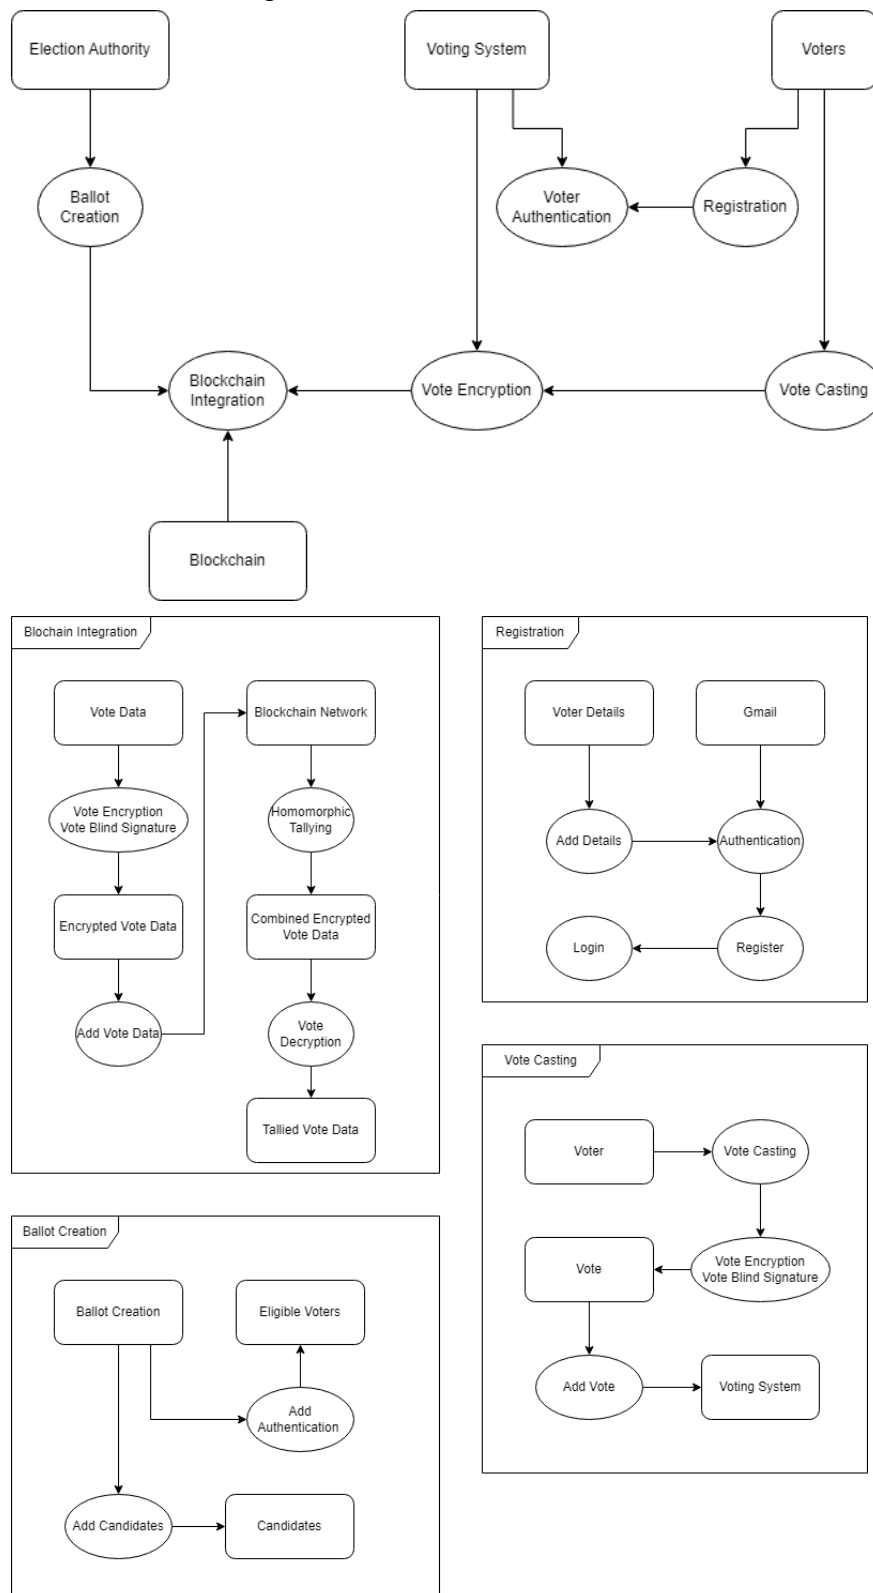 Election Authority
Voting System
Voters
Ballot
Creation
Voter
Authentication
Registration
Blockchain
Integration
Vote Encryption
Vote Casting
Blockchain
Blochain Integration
Vote Data
Blockchain Network
Vote Encryption
Vote Blind Signature
Homomorphic
Tallying
Encrypted Vote Data
Combined Encrypted
Vote Data
Add Vote Data
Vote
Decryption
Tallied Vote Data
Registration
Voter Details
Gmail
Add Details
Authentication
Login
Register
Vote Casting
Voter
Vote Casting
Vote
Vote Encryption
Vote Blind Signature
Add Vote
Voting System
Ballot Creation
Ballot Creation
Eligible Voters
Add
Authentication
Add Candidates
Candidates